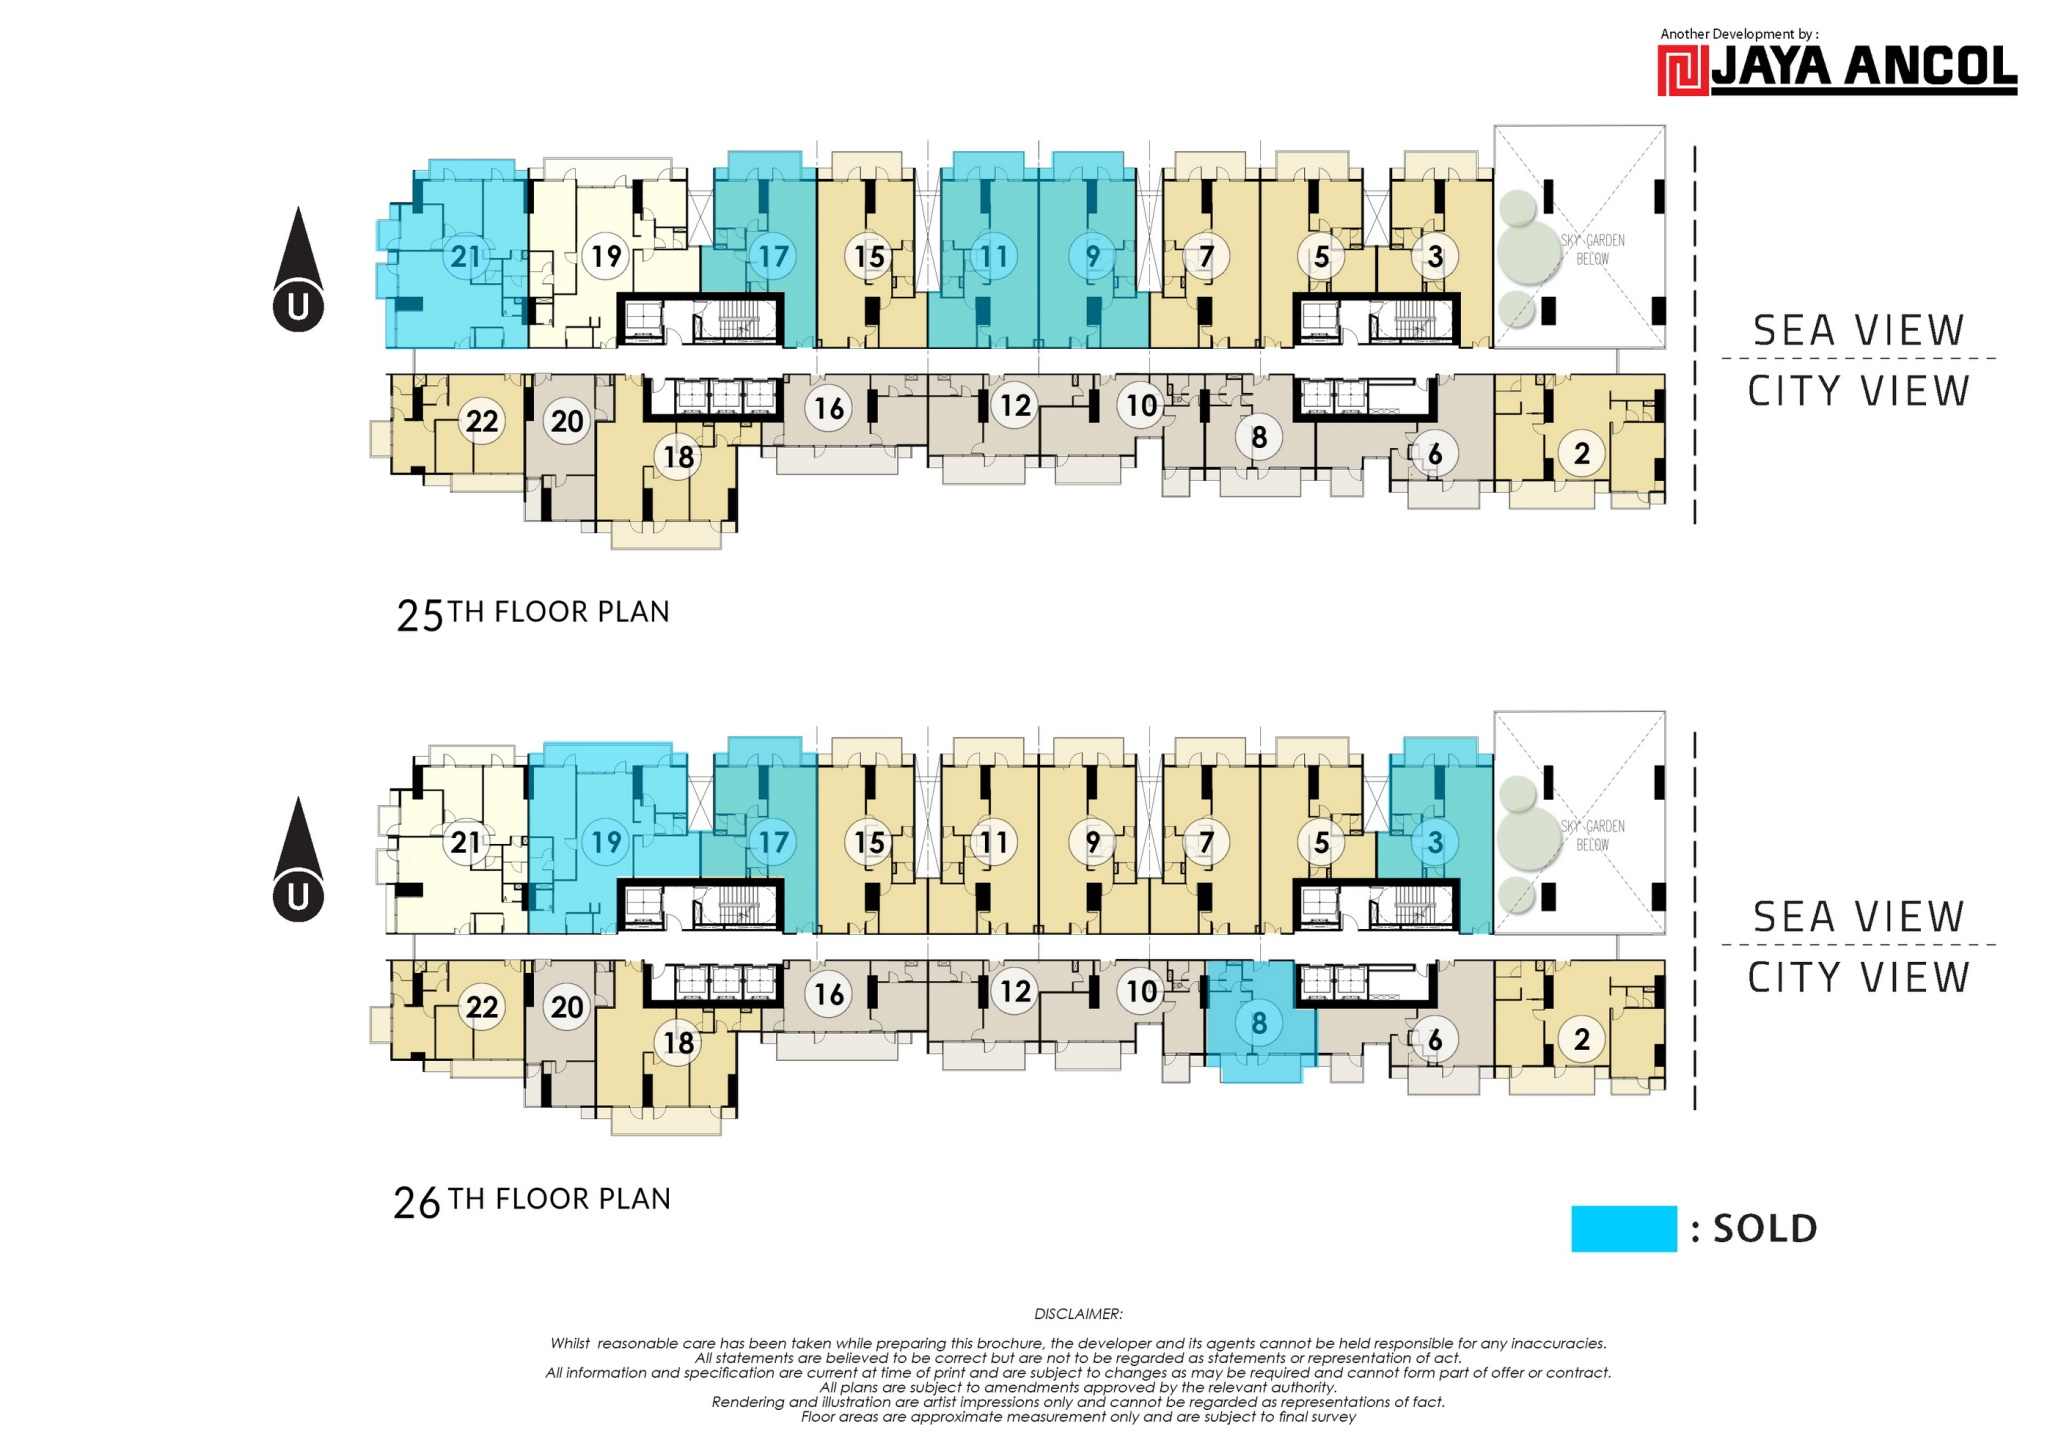 Another Development by :
JAYA ANCOL
21 19 17 15 11 9 7 5 3
SKY GARDEN
BELOW
U
SEA VIEW
CITY VIEW
22 20 18 16 12 10 8 6 2
25TH FLOOR PLAN
21 19 17 15 11 9 7 5 3
SKY GARDEN
BELOW
U
SEA VIEW
CITY VIEW
22 20 18 16 12 10 8 6 2
26TH FLOOR PLAN
: SOLD
DISCLAIMER:
Whilst reasonable care has been taken while preparing this brochure, the developer and its agents cannot be held responsible for any inaccuracies.
All statements are believed to be correct but are not to be regarded as statements or representation of act.
All information and specification are current at time of print and are subject to changes as may be required and cannot form part of offer or contract.
All plans are subject to amendments approved by the relevant authority.
Rendering and illustration are artist impressions only and cannot be regarded as representations of fact.
Floor areas are approximate measurement only and are subject to final survey